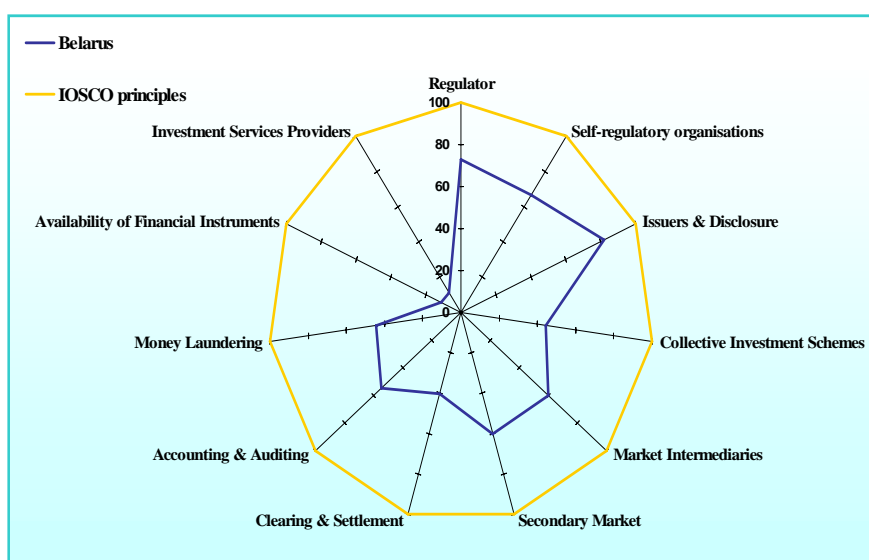 Belarus
IOSCO principles
Regulator
100
80
60
40
20
0
Self-regulatory organisations
Issuers & Disclosure
Collective Investment Schemes
Market Intermediaries
Secondary Market
Clearing & Settlement
Accounting & Auditing
Money Laundering
Availability of Financial Instruments
Investment Services Providers